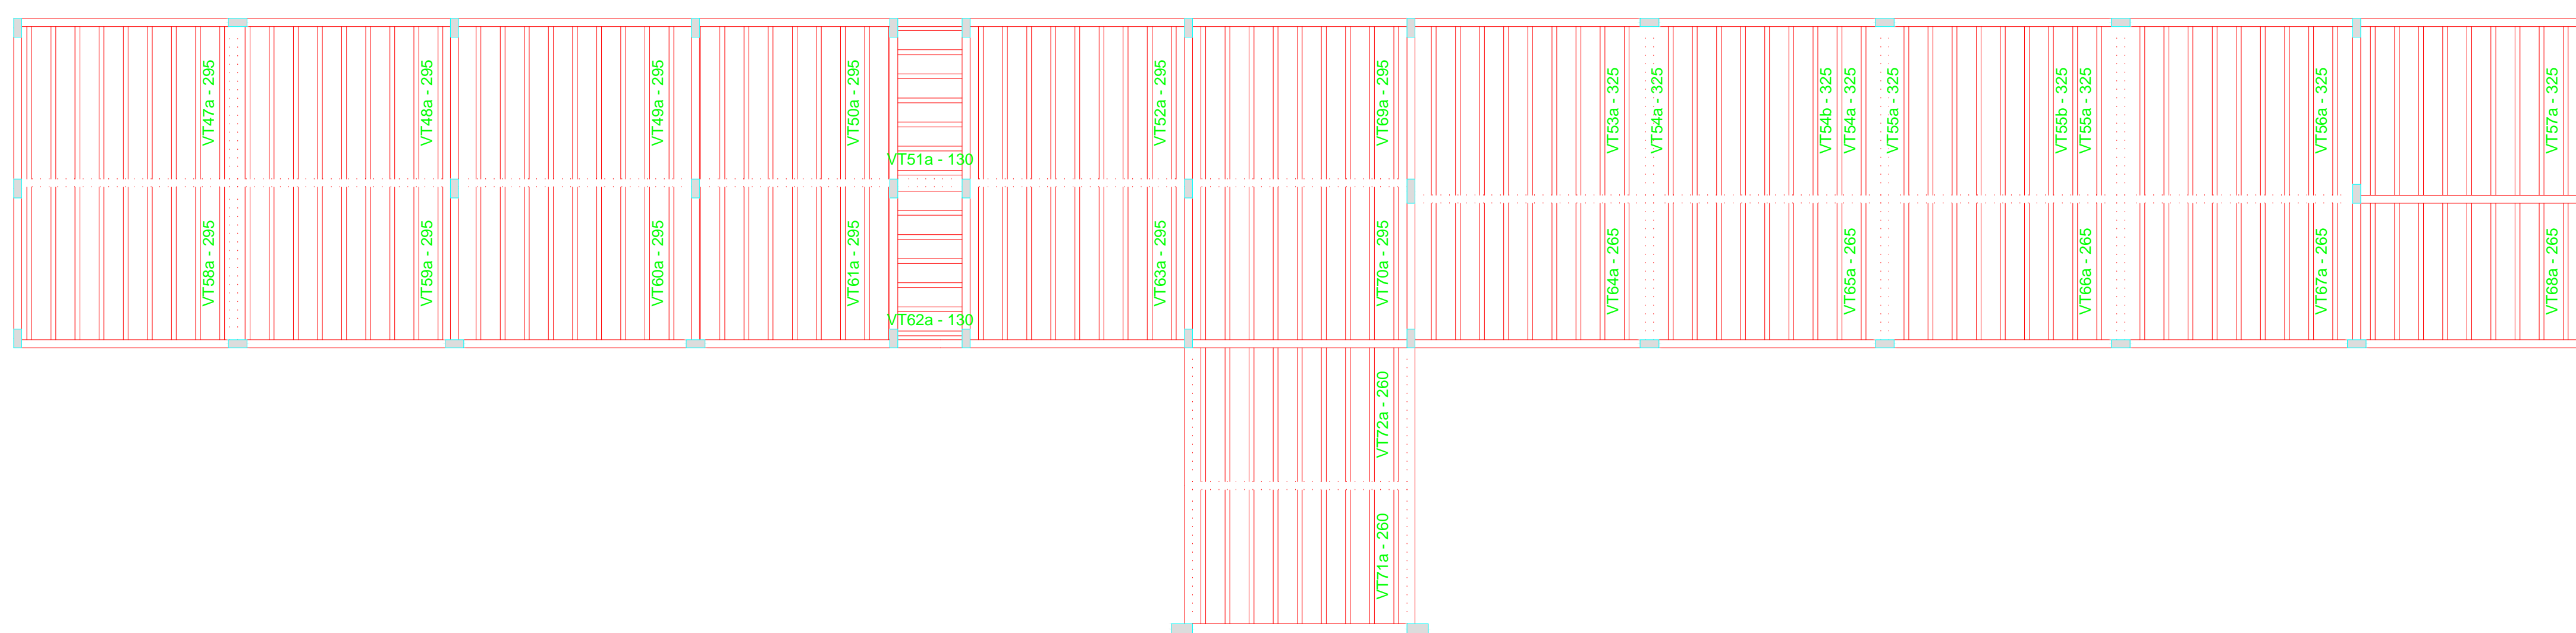 VT47a - 295
VT48a - 295
VT49a - 295
VT50a - 295
VT51a - 130
VT52a - 295
VT69a - 295
VT53a - 325
VT54a - 325
VT54b - 325
VT54a - 325
VT55a - 325
VT55b - 325
VT55a - 325
VT56a - 325
VT57a - 325
VT58a - 295
VT59a - 295
VT60a - 295
VT61a - 295
VT62a - 130
VT63a - 295
VT70a - 295
VT64a - 265
VT65a - 265
VT66a - 265
VT67a - 265
VT68a - 265
VT72a - 260
VT71a - 260